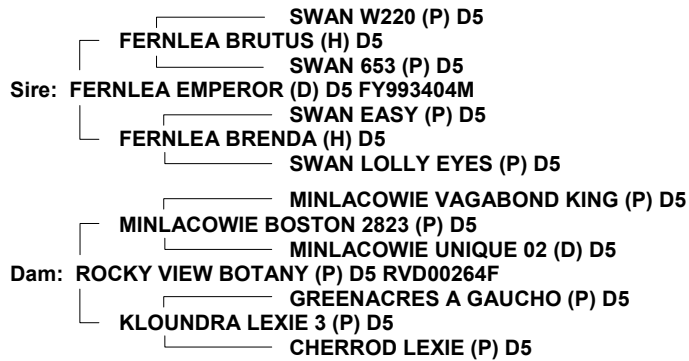 SWAN W220 (P) D5
FERNLEA BRUTUS (H) D5
SWAN 653 (P) D5
Sire: FERNLEA EMPEROR (D) D5 FY993404M
SWAN EASY (P) D5
FERNLEA BRENDA (H) D5
SWAN LOLLY EYES (P) D5
MINLACOWIE VAGABOND KING (P) D5
MINLACOWIE BOSTON 2823 (P) D5
MINLACOWIE UNIQUE 02 (D) D5
Dam: ROCKY VIEW BOTANY (P) D5 RVD00264F
GREENACRES A GAUCHO (P) D5
KLOUNDRA LEXIE 3 (P) D5
CHERROD LEXIE (P) D5